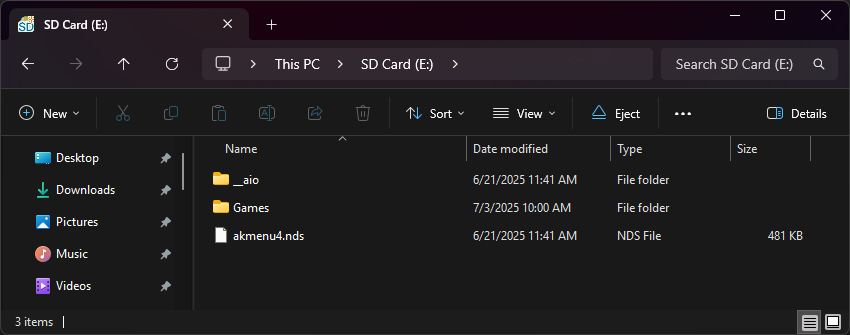 SD Card (E:)
This PC SD Card (E:) Search SD Card (E:)
New Sort View Eject Details
Name Date modified Type Size
Desktop
Downloads
Pictures
Music
Videos
__aio 6/21/2025 11:41 AM File folder
Games 7/3/2025 10:00 AM File folder
akmenu4.nds 6/21/2025 11:41 AM NDS File 481 KB
3 items